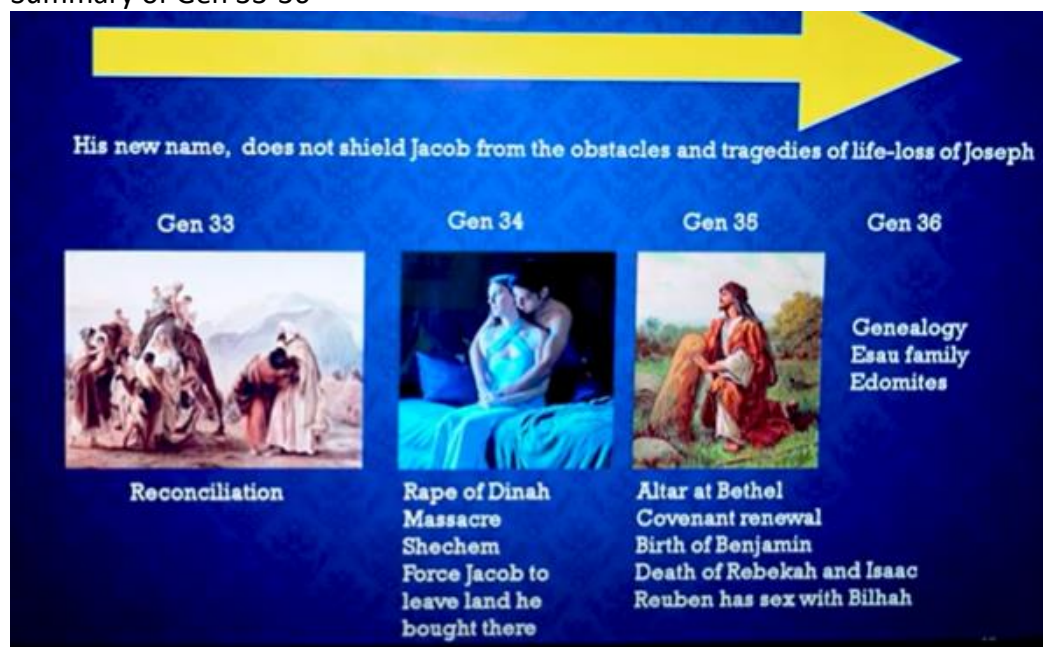 Summary of Gen 33-36
His new name, does not shield Jacob from the obstacles and tragedies of life-loss of Joseph
Gen 33
Gen 34
Gen 35
Gen 36
Genealogy
Esau family
Edomites
Reconciliation
Rape of Dinah
Massacre
Shechem
Force Jacob to
leave land he
bought there
Altar at Bethel
Covenant renewal
Birth of Benjamin
Death of Rebekah and Isaac
Reuben has sex with Bilhah